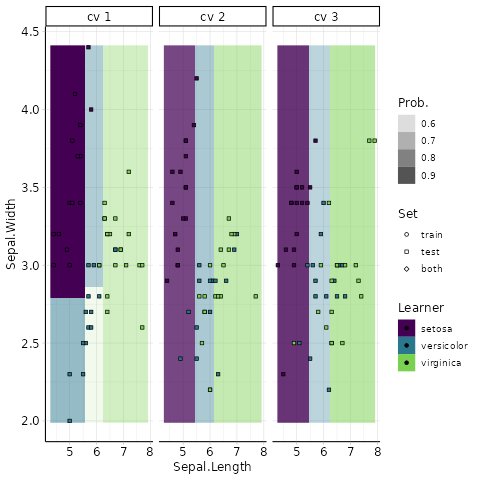 cv 1 cv 2 cv 3
4.5
4.0
3.5
3.0
2.5
2.0
Sepal.Width
5 6 7 8 5 6 7 8 5 6 7 8
Sepal.Length
Prob.
0.6
0.7
0.8
0.9
Set
train
test
both
Learner
setosa
versicolor
virginica